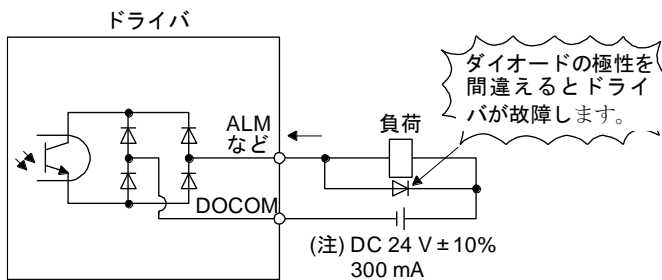 ドライバ
ダイオードの極性を
間違えるとドライ
バが故障します。
ALM
など
負荷
DOCOM
(注) DC 24 V ± 10%
300 mA